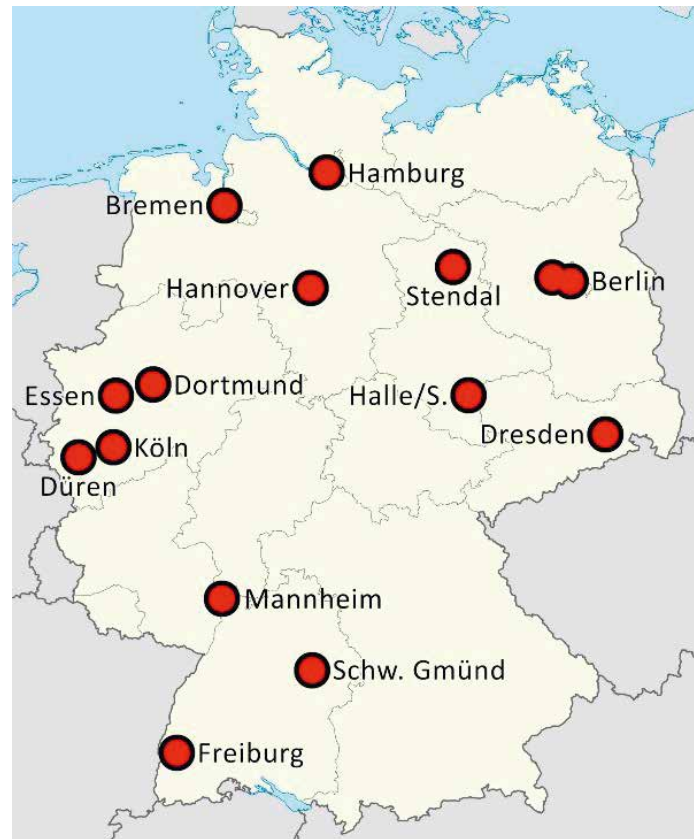 Hamburg
Bremen
Hannover
Stendal
Berlin
Essen
Dortmund
Halle/S.
Köln
Dresden
Düren
Mannheim
Schw. Gmünd
Freiburg